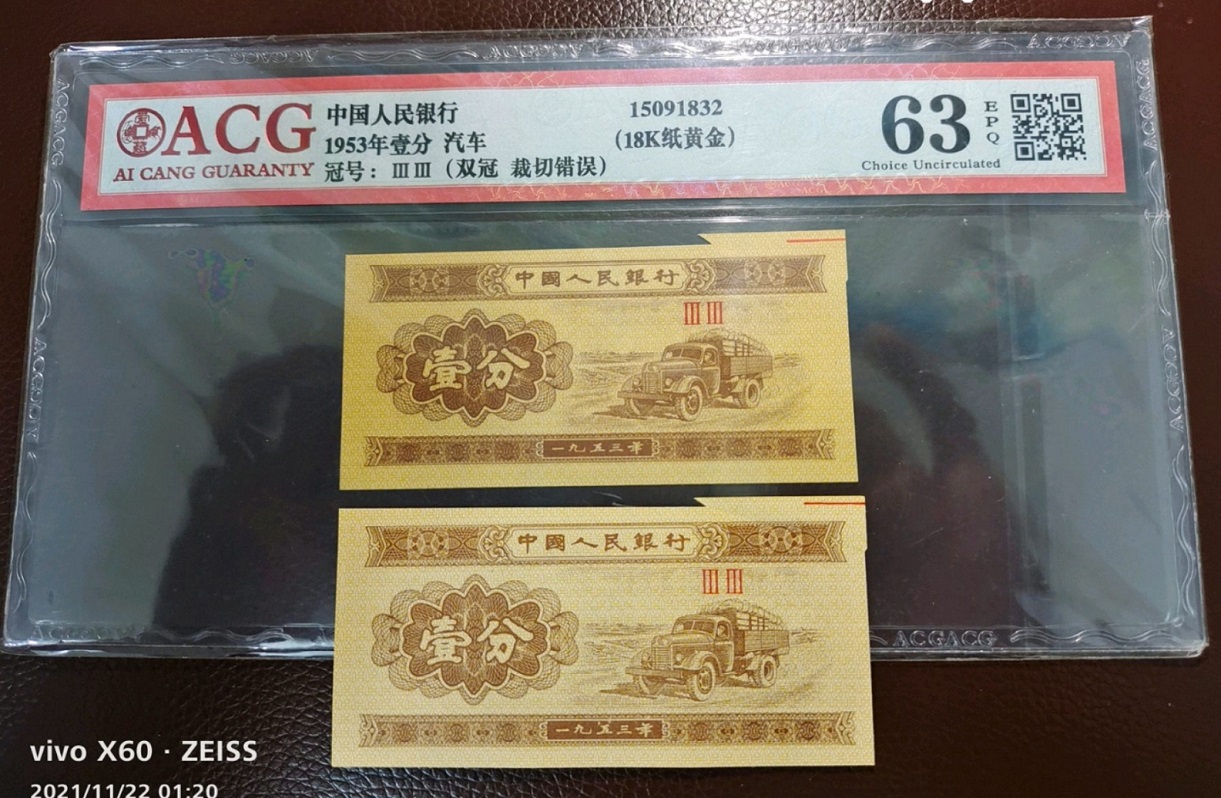 ACG
AI CANG GUARANTY
中国人民银行
1953年壹分 汽车
冠号：ⅢⅢ（双冠 裁切错误）
15091832
（18K纸黄金）
63
EPQ
Choice Uncirculated
中國人民銀行
ⅢⅢ
壹分
一九五三年
中國人民銀行
ⅢⅢ
壹分
一九五三年
ACGACG
vivo X60 · ZEISS
2021/11/22 01:20